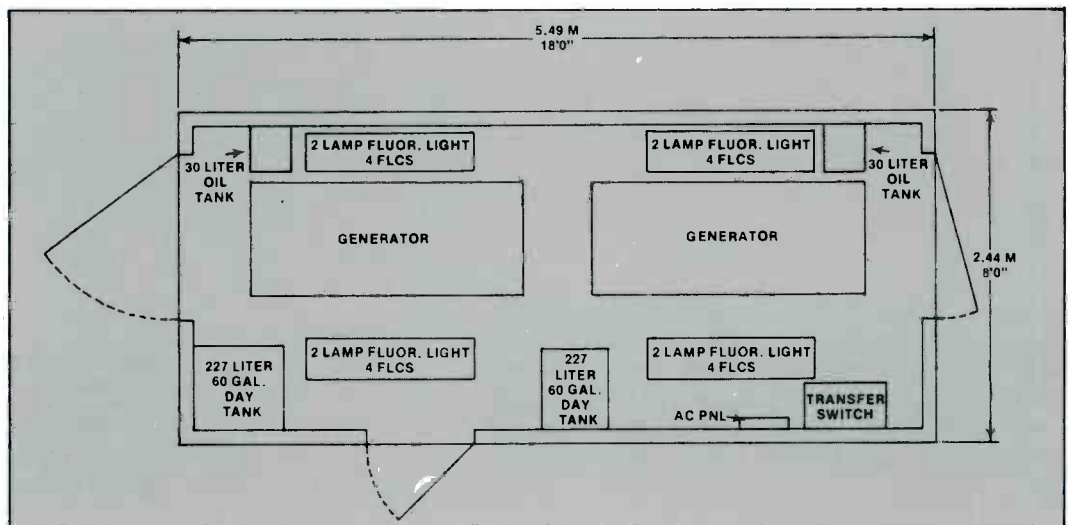 5.49 M
18'0"
2 LAMP FLUOR. LIGHT
4 FLCS
2 LAMP FLUOR. LIGHT
4 FLCS
30 LITER
OIL
TANK
30 LITER
OIL
TANK
GENERATOR
GENERATOR
2.44 M
8'0"
227 LITER
60 GAL.
DAY
TANK
2 LAMP FLUOR. LIGHT
4 FLCS
227
LITER
60 GAL.
DAY
TANK
2 LAMP FLUOR. LIGHT
4 FLCS
AC PNL
TRANSFER
SWITCH